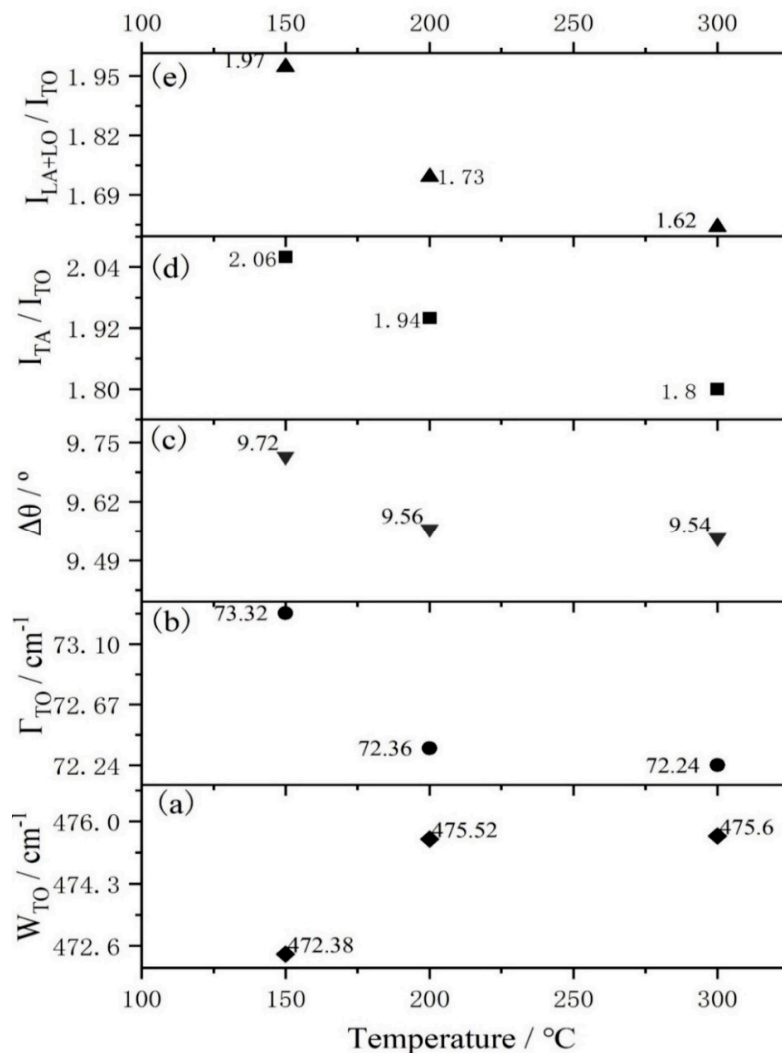 100 150 200 250 300
(e)
1.97
1.73
1.62
1.95
1.82
1.69
I_LA+LO / I_TO
(d)
2.06
1.94
1.8
2.04
1.92
1.80
I_TA / I_TO
(c)
9.72
9.56
9.54
9.75
9.62
9.49
Δθ / º
(b)
73.32
72.36
72.24
73.10
72.67
72.24
Γ_TO / cm⁻¹
(a)
475.52
475.6
472.38
476.0
474.3
472.6
W_TO / cm⁻¹
100 150 200 250 300
Temperature / °C